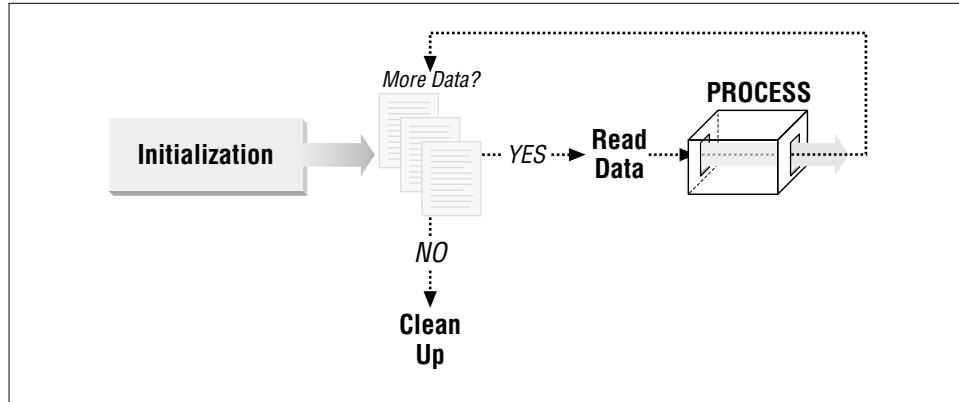 More Data?
PROCESS
Initialization
YES
Read
Data
NO
Clean
Up